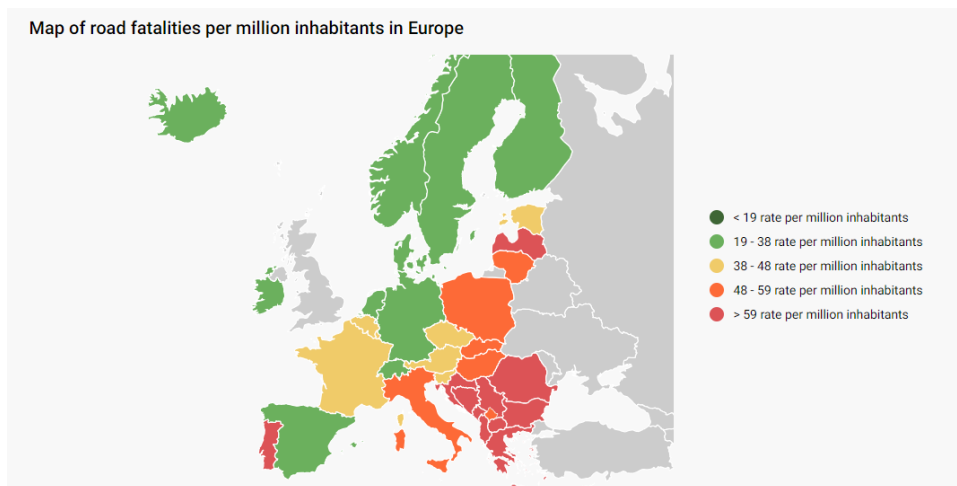 Map of road fatalities per million inhabitants in Europe
< 19 rate per million inhabitants
19 - 38 rate per million inhabitants
38 - 48 rate per million inhabitants
48 - 59 rate per million inhabitants
> 59 rate per million inhabitants